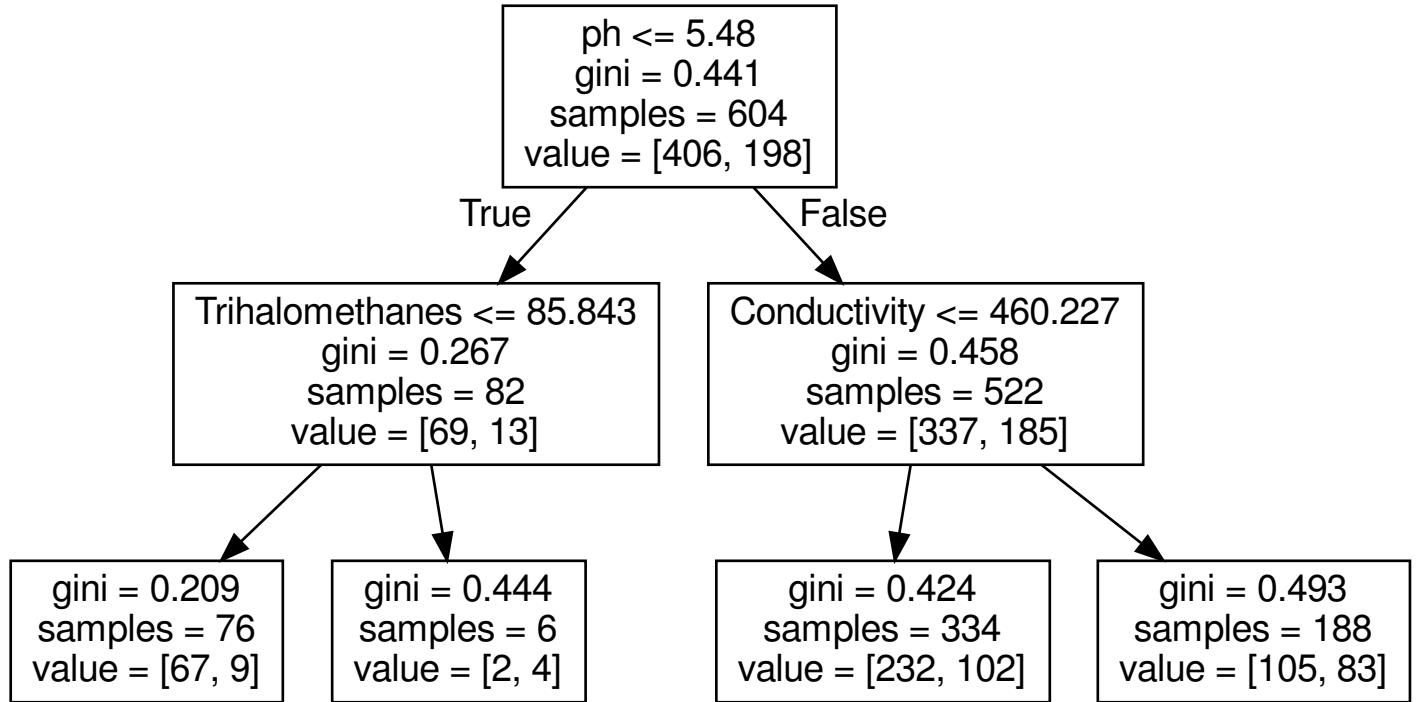 ph <= 5.48
gini = 0.441
samples = 604
value = [406, 198]
True
False
Trihalomethanes <= 85.843
gini = 0.267
samples = 82
value = [69, 13]
Conductivity <= 460.227
gini = 0.458
samples = 522
value = [337, 185]
gini = 0.209
samples = 76
value = [67, 9]
gini = 0.444
samples = 6
value = [2, 4]
gini = 0.424
samples = 334
value = [232, 102]
gini = 0.493
samples = 188
value = [105, 83]